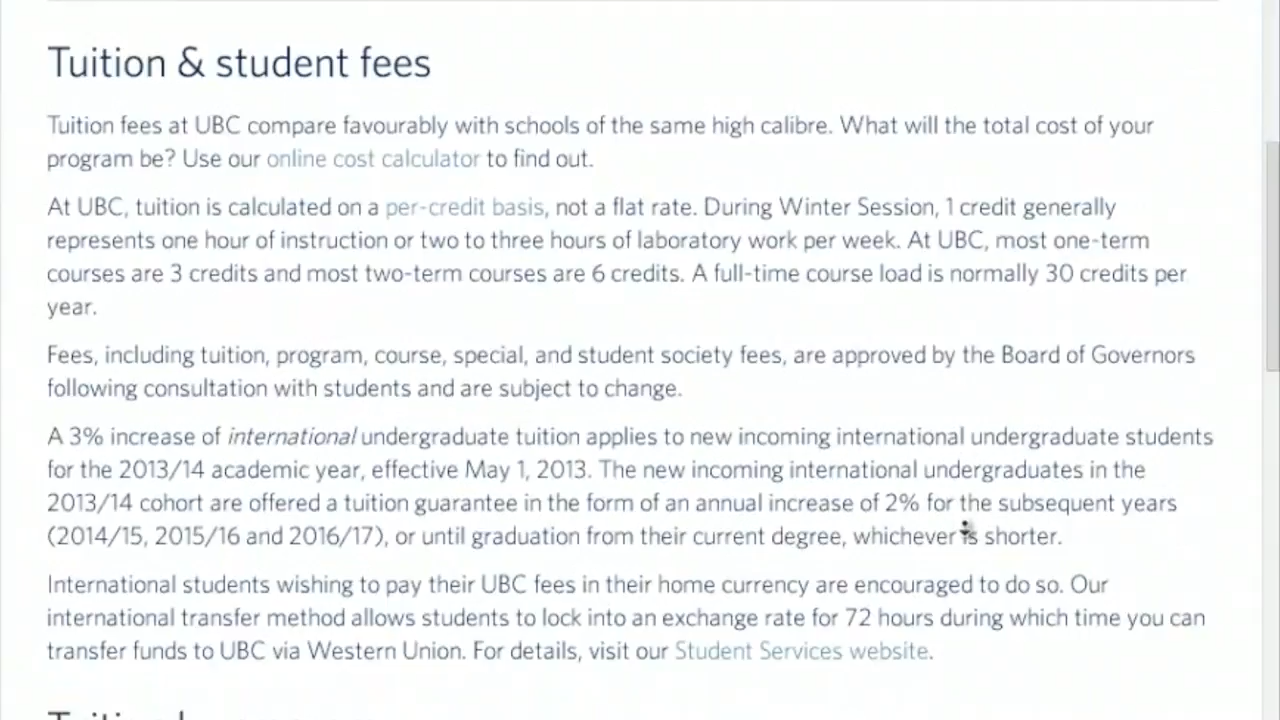 Tuition & student fees
Tuition fees at UBC compare favourably with schools of the same high calibre. What will the total cost of your
program be? Use our online cost calculator to find out.
At UBC, tuition is calculated on a per-credit basis, not a flat rate. During Winter Session, 1 credit generally
represents one hour of instruction or two to three hours of laboratory work per week. At UBC, most one-term
courses are 3 credits and most two-term courses are 6 credits. A full-time course load is normally 30 credits per
year.
Fees, including tuition, program, course, special, and student society fees, are approved by the Board of Governors
following consultation with students and are subject to change.
A 3% increase of international undergraduate tuition applies to new incoming international undergraduate students
for the 2013/14 academic year, effective May 1, 2013. The new incoming international undergraduates in the
2013/14 cohort are offered a tuition guarantee in the form of an annual increase of 2% for the subsequent years
(2014/15, 2015/16 and 2016/17), or until graduation from their current degree, whichever is shorter.
International students wishing to pay their UBC fees in their home currency are encouraged to do so. Our
international transfer method allows students to lock into an exchange rate for 72 hours during which time you can
transfer funds to UBC via Western Union. For details, visit our Student Services website.